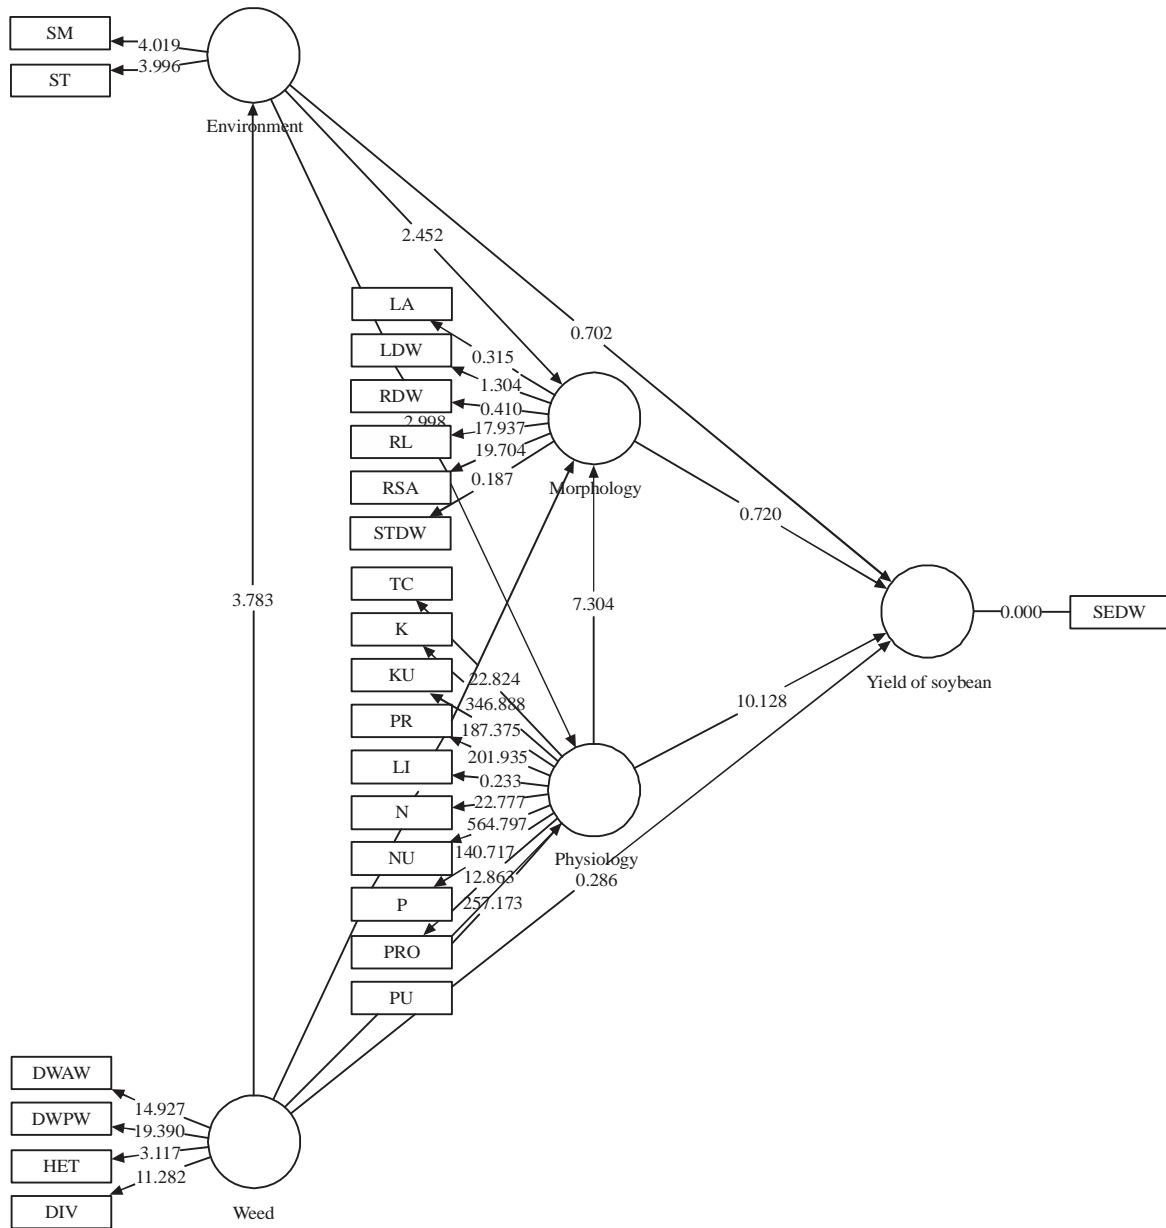 SM
4.019
ST
3.996
Environment
2.452
0.702
LA
0.315
LDW
1.304
RDW
0.410
2.998
RL
17.937
RSA
19.704
0.187
Morphology
STDW
0.720
TC
3.783
7.304
K
SEDW
0.000
KU
22.824
Yield of soybean
346.888
10.128
PR
187.375
201.935
LI
0.233
N
22.777
564.797
NU
140.717
Physiology
12.863
0.286
P
257.173
PRO
PU
DWAW
14.927
DWPW
19.390
3.117
HET
11.282
DIV
Weed